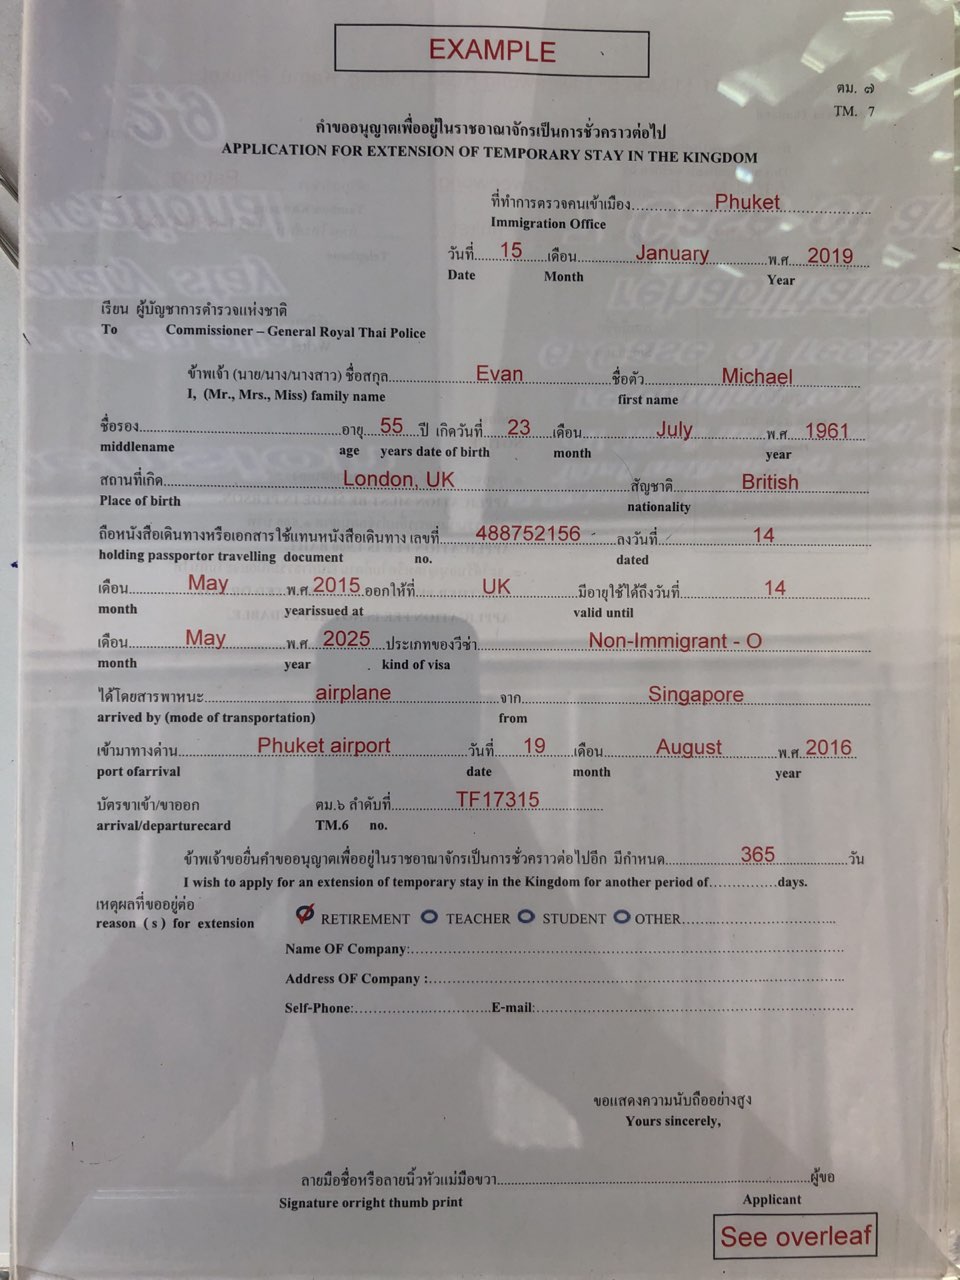 EXAMPLE
ตม. ๗
TM. 7
คำขออนุญาตเพื่ออยู่ในราชอาณาจักรเป็นการชั่วคราวต่อไป
APPLICATION FOR EXTENSION OF TEMPORARY STAY IN THE KINGDOM
ที่ทำการตรวจคนเข้าเมือง Phuket
Immigration Office
วันที่ 15 เดือน January พ.ศ 2019
Date Month Year
เรียน ผู้บัญชาการตำรวจแห่งชาติ
To Commissioner – General Royal Thai Police
ข้าพเจ้า (นาย/นาง/นางสาว) ชื่อสกุล Evan ชื่อตัว Michael
I, (Mr., Mrs., Miss) family name first name
ชื่อรอง อายุ 55 ปี เกิดวันที่ 23 เดือน July พ.ศ 1961
middlename age years date of birth month year
สถานที่เกิด London, UK สัญชาติ British
Place of birth nationality
ถือหนังสือเดินทางหรือเอกสารใช้แทนหนังสือเดินทาง เลขที่ 488752156 ลงวันที่ 14
holding passportor travelling document no. dated
เดือน May พ.ศ. 2015 ออกให้ที่ UK มีอายุใช้ได้ถึงวันที่ 14
month yearissued at valid until
เดือน May พ.ศ. 2025 ประเภทของวีซ่า Non-Immigrant - O
month year . kind of visa
ได้โดยสารพาหนะ airplane จาก Singapore
arrived by (mode of transportation) from
เข้ามาทางด่าน Phuket airport วันที่ 19 เดือน August พ.ศ. 2016
port ofarrival date month year
บัตรขาเข้า/ขาออก ตม.๖ ลำดับที่ TF17315
arrival/departurecard TM.6 no.
ข้าพเจ้าขอยื่นคำขออนุญาตเพื่ออยู่ในราชอาณาจักรเป็นการชั่วคราวต่อไปอีก มีกำหนด 365 วัน
I wish to apply for an extension of temporary stay in the Kingdom for another period of..............days.
เหตุผลที่ขออยู่ต่อ
reason ( s ) for extension RETIREMENT TEACHER STUDENT OTHER
Name OF Company:
Address OF Company :
Self-Phone: E-mail:
ขอแสดงความนับถืออย่างสูง
Yours sincerely,
ลายมือชื่อหรือลายนิ้วหัวแม่มือขวา ผู้ขอ
Signature orright thumb print Applicant
See overleaf